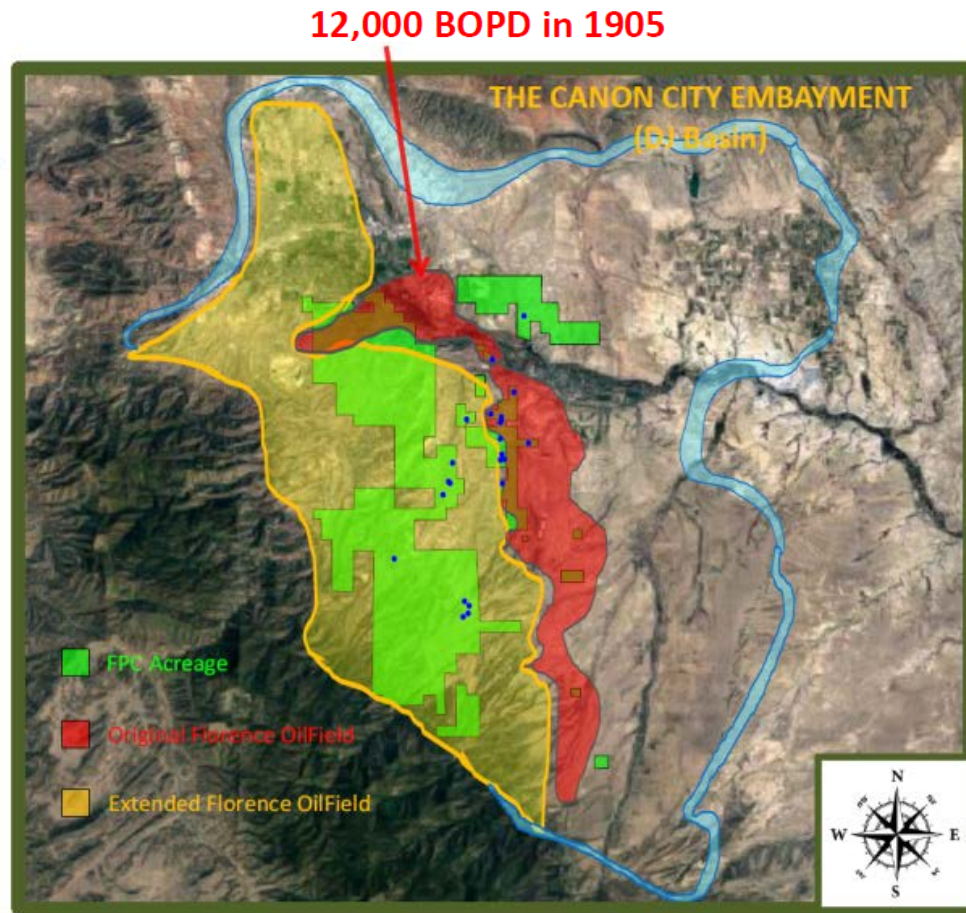 12,000 BOPD in 1905
THE CANON CITY EMBAYMENT
(DJ Basin)
FPC Acreage
Original Florence OilField
Extended Florence OilField
N
W
E
S